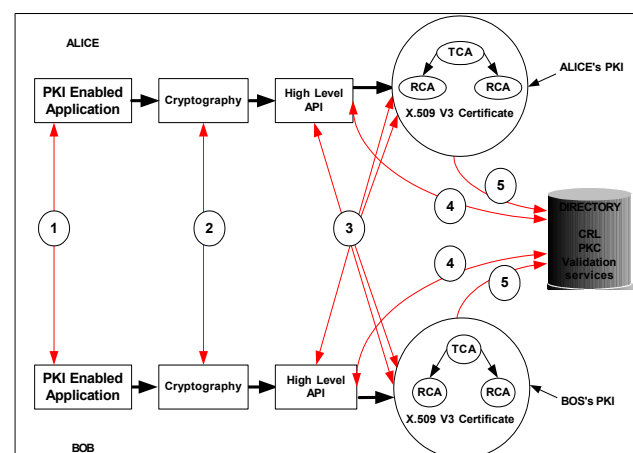 ALICE
PKI Enabled
Application
Cryptography
High Level
API
TCA
RCA
RCA
X.509 V3 Certificate
ALICE's PKI
1
2
3
4
5
DIRECTORY
CRL
PKC
Validation
services
4
5
PKI Enabled
Application
Cryptography
High Level
API
TCA
RCA
RCA
X.509 V3 Certificate
BOS's PKI
BOB